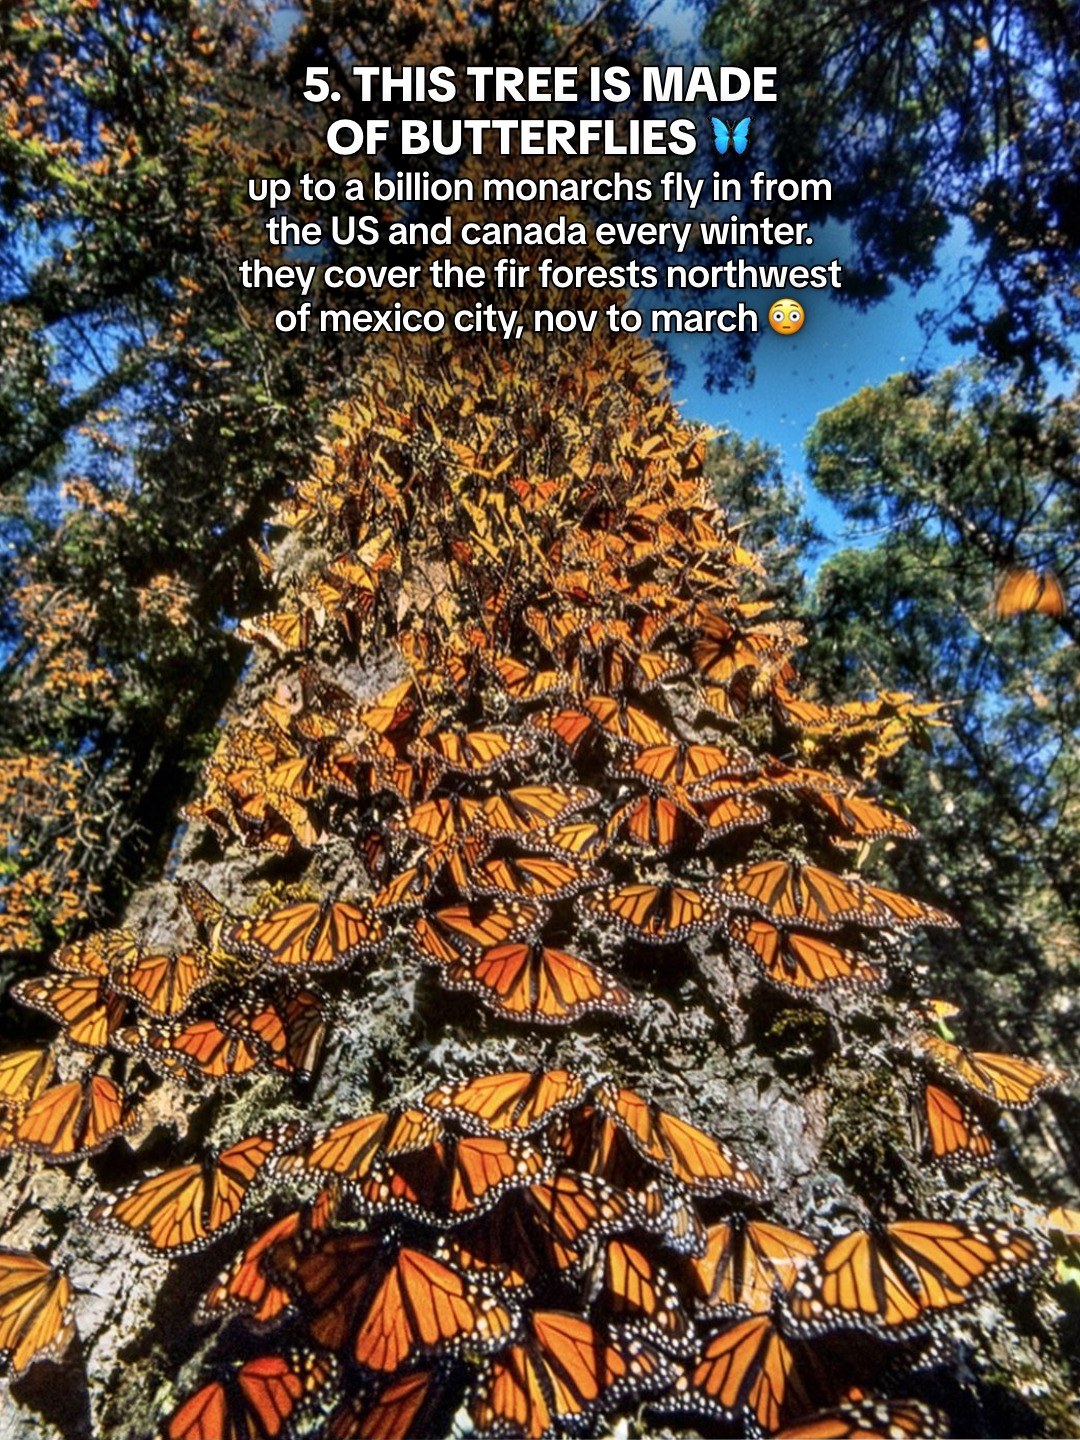 5. THIS TREE IS MADE
OF BUTTERFLIES 🦋
up to a billion monarchs fly in from
the US and canada every winter.
they cover the fir forests northwest
of mexico city, nov to march 😳